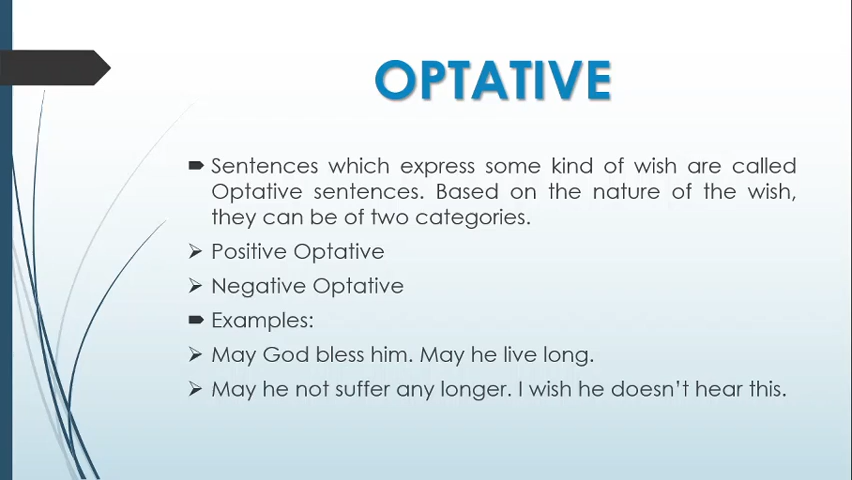 OPTATIVE
Sentences which express some kind of wish are called
Optative sentences. Based on the nature of the wish,
they can be of two categories.
Positive Optative
Negative Optative
Examples:
May God bless him. May he live long.
May he not suffer any longer. I wish he doesn’t hear this.